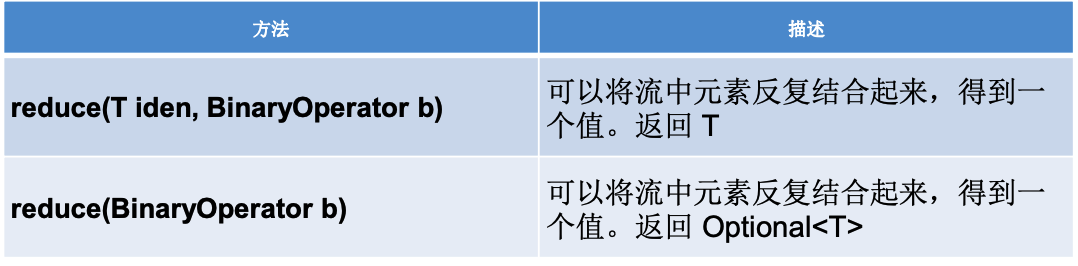 方法
描述
reduce(T iden, BinaryOperator b)
可以将流中元素反复结合起来，得到一
个值。返回 T
reduce(BinaryOperator b)
可以将流中元素反复结合起来，得到一
个值。返回 Optional<T>